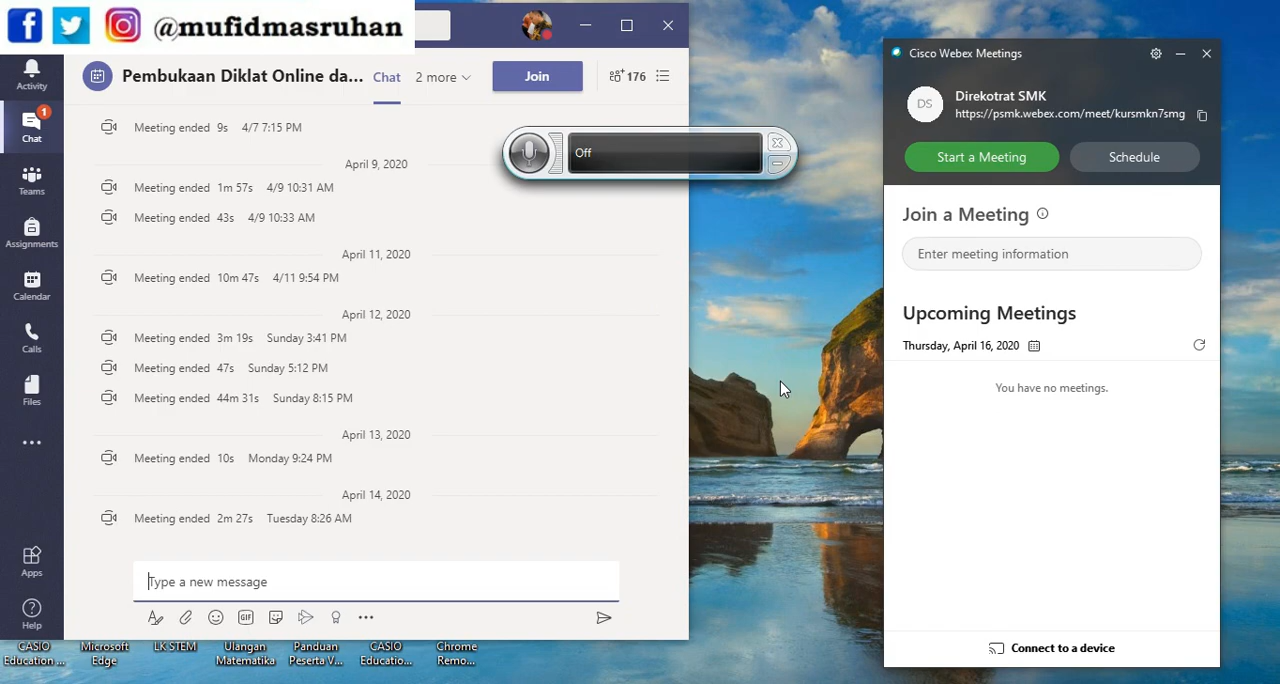 @mufidmasruhan
Activity
Chat
1
Teams
Assignments
Calendar
Calls
Files
Apps
Help
Pembukaan Diklat Online da...
Chat
2 more
Join
176
Meeting ended 9s 4/7 7:15 PM
April 9, 2020
Meeting ended 1m 57s 4/9 10:31 AM
Meeting ended 43s 4/9 10:33 AM
April 11, 2020
Meeting ended 10m 47s 4/11 9:54 PM
April 12, 2020
Meeting ended 3m 19s Sunday 3:41 PM
Meeting ended 47s Sunday 5:12 PM
Meeting ended 44m 31s Sunday 8:15 PM
April 13, 2020
Meeting ended 10s Monday 9:24 PM
April 14, 2020
Meeting ended 2m 27s Tuesday 8:26 AM
Type a new message
GIF
Off
Cisco Webex Meetings
DS
Direkotrat SMK
https://psmk.webex.com/meet/kursmkn7smg
Start a Meeting
Schedule
Join a Meeting
Enter meeting information
Upcoming Meetings
Thursday, April 16, 2020
You have no meetings.
Connect to a device
CASIO
Education ...
Microsoft
Edge
LK STEM
Ulangan
Matematika
Panduan
Peserta V...
CASIO
Educatio...
Chrome
Remo...